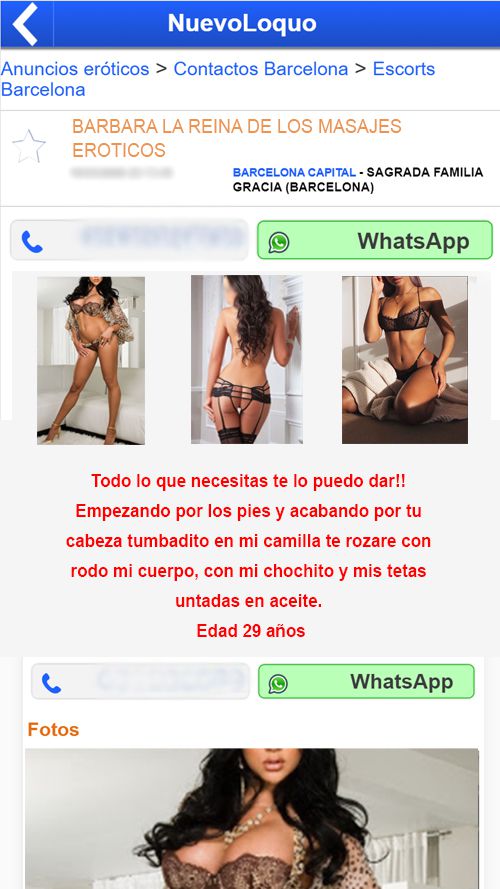 NuevoLoquo
Anuncios eróticos > Contactos Barcelona > Escorts
Barcelona
BARBARA LA REINA DE LOS MASAJES
EROTICOS
BARCELONA CAPITAL - SAGRADA FAMILIA
GRACIA (BARCELONA)
WhatsApp
Todo lo que necesitas te lo puedo dar!!
Empezando por los pies y acabando por tu
cabeza tumbadito en mi camilla te rozare con
rodo mi cuerpo, con mi chochito y mis tetas
untadas en aceite.
Edad 29 años
WhatsApp
Fotos